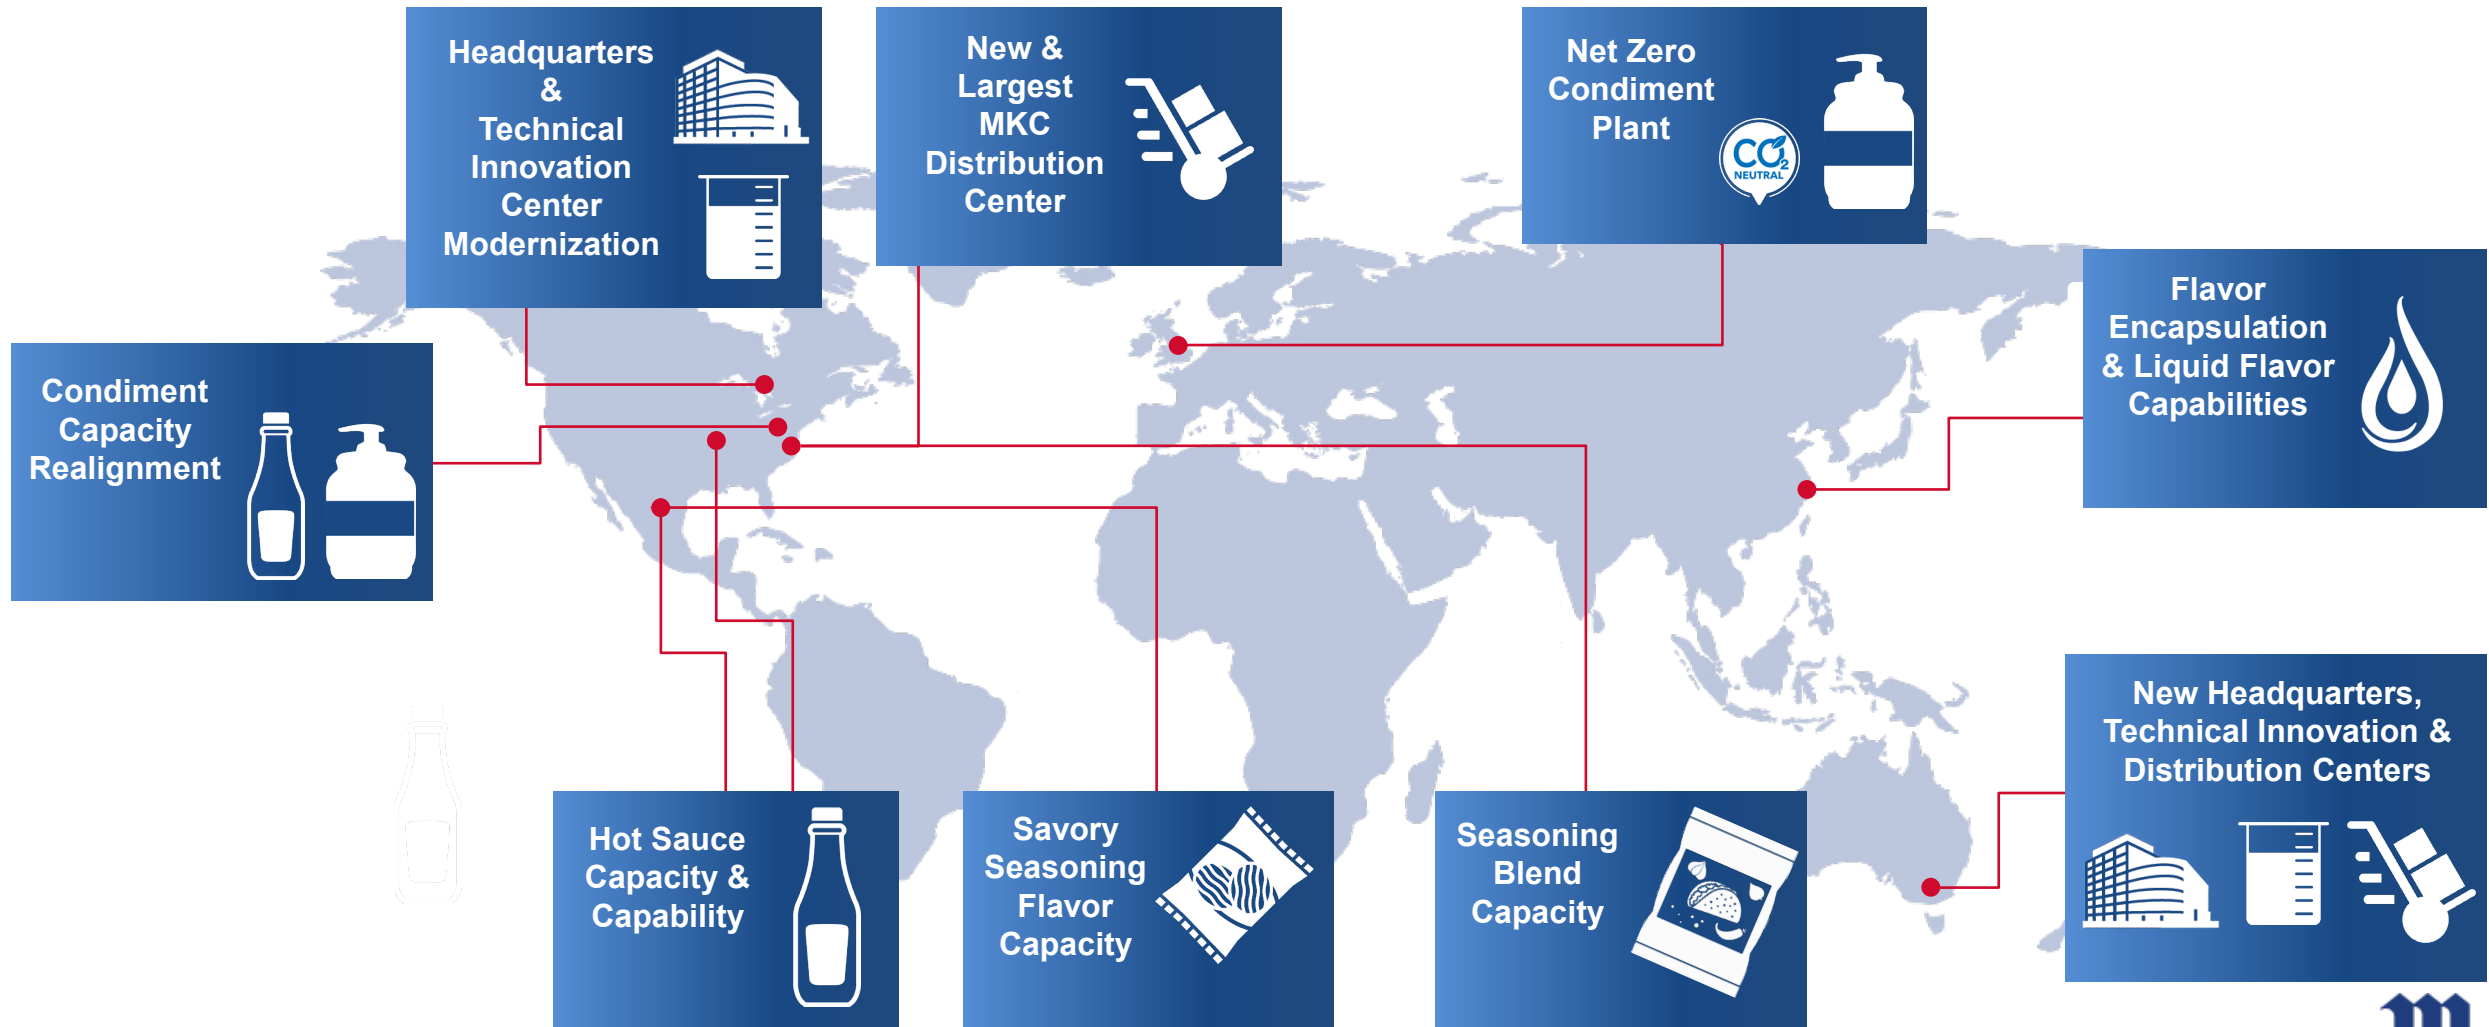 Headquarters
&
Technical
Innovation
Center
Modernization
New &
Largest
MKC
Distribution
Center
Net Zero
Condiment
Plant
CO2
NEUTRAL
Flavor
Encapsulation
& Liquid Flavor
Capabilities
Condiment
Capacity
Realignment
New Headquarters,
Technical Innovation &
Distribution Centers
Hot Sauce
Capacity &
Capability
Savory
Seasoning
Flavor
Capacity
Seasoning
Blend
Capacity